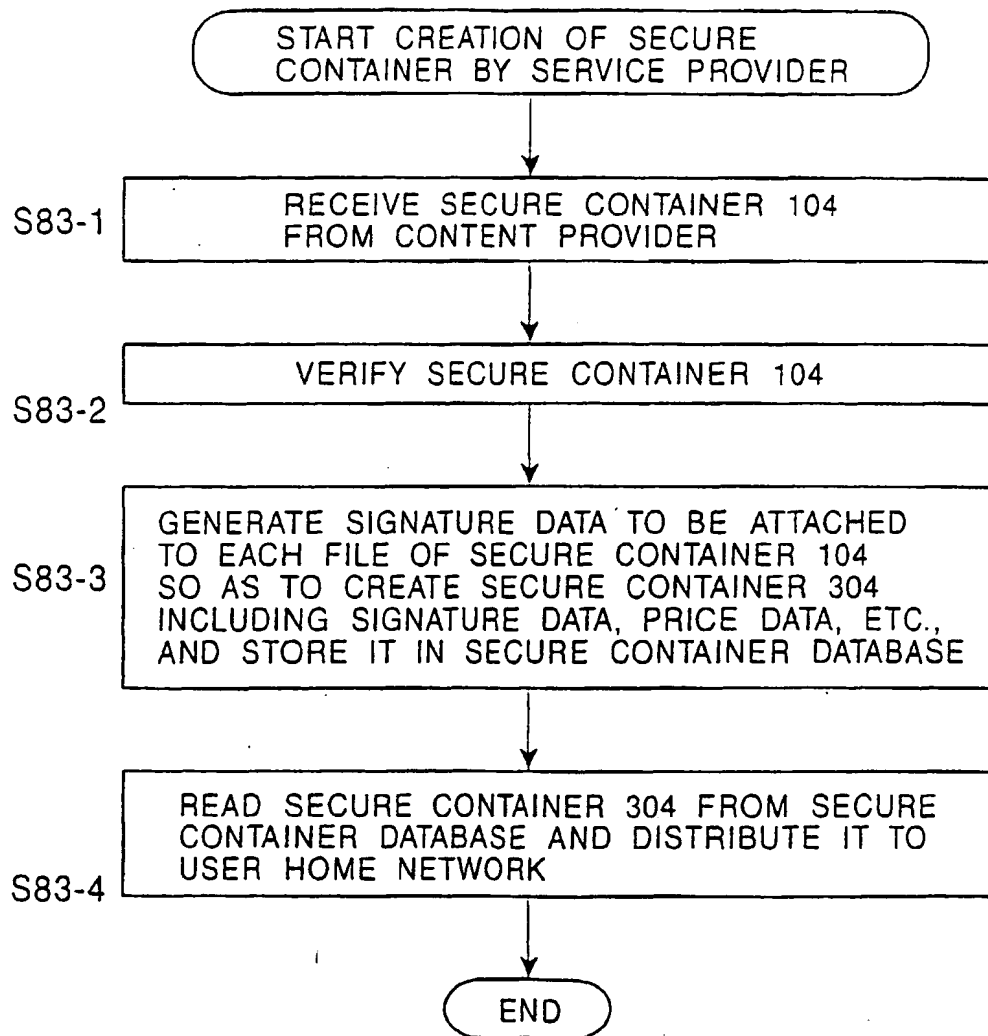 START CREATION OF SECURE
CONTAINER BY SERVICE PROVIDER
S83-1
RECEIVE SECURE CONTAINER 104
FROM CONTENT PROVIDER
S83-2
VERIFY SECURE CONTAINER 104
S83-3
GENERATE SIGNATURE DATA TO BE ATTACHED
TO EACH FILE OF SECURE CONTAINER 104
SO AS TO CREATE SECURE CONTAINER 304
INCLUDING SIGNATURE DATA, PRICE DATA, ETC.,
AND STORE IT IN SECURE CONTAINER DATABASE
S83-4
READ SECURE CONTAINER 304 FROM SECURE
CONTAINER DATABASE AND DISTRIBUTE IT TO
USER HOME NETWORK
END